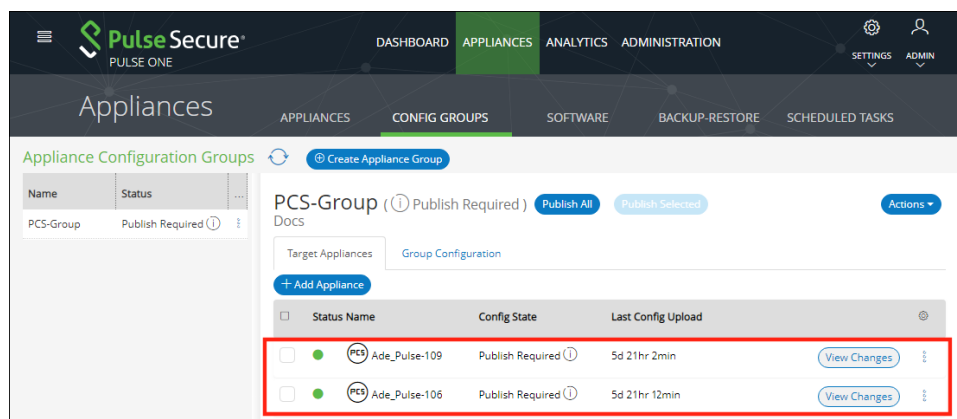 Pulse Secure®
PULSE ONE
DASHBOARD APPLIANCES ANALYTICS ADMINISTRATION
SETTINGS ADMIN
Appliances
APPLIANCES CONFIG GROUPS SOFTWARE BACKUP-RESTORE SCHEDULED TASKS
Appliance Configuration Groups
Create Appliance Group
Name Status ...
PCS-Group Publish Required
PCS-Group ( Publish Required ) Publish All Publish Selected Actions
Docs
Target Appliances Group Configuration
+ Add Appliance
Status Name Config State Last Config Upload
PCS Ade_Pulse-109 Publish Required 5d 21hr 2min View Changes
PCS Ade_Pulse-106 Publish Required 5d 21hr 12min View Changes